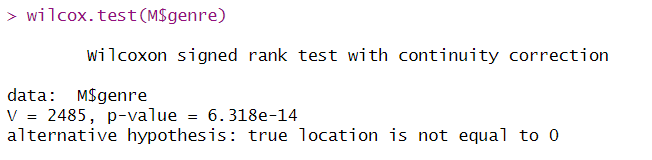 > wilcox.test(M$genre)
Wilcoxon signed rank test with continuity correction
data:  M$genre
V = 2485, p-value = 6.318e-14
alternative hypothesis: true location is not equal to 0